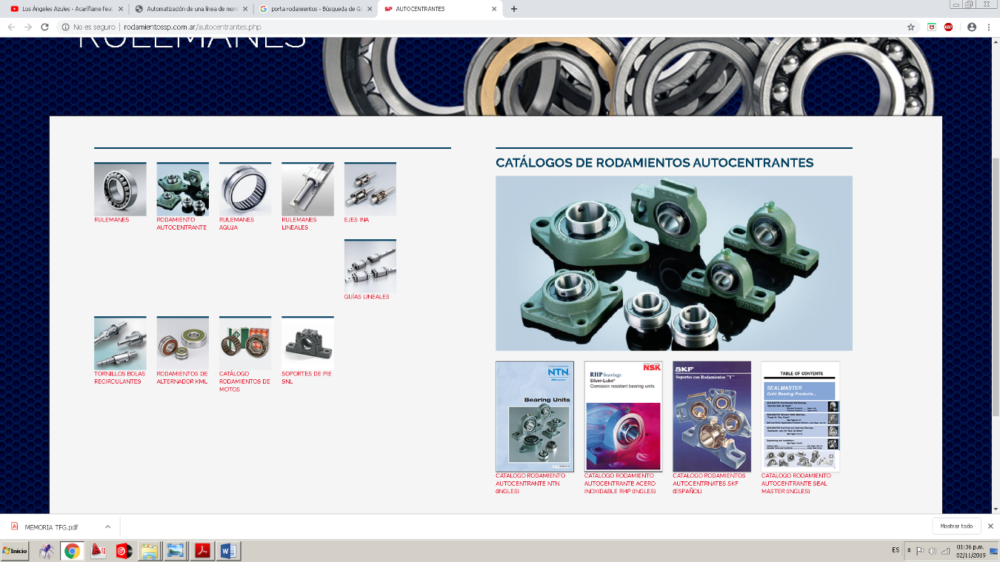 Los Ángeles Azules - Acaríñame feat
Automatización de una línea de mont
porta rodamientos - Búsqueda de Go
SP AUTOCENTRANTES
No es seguro | rodamientossp.com.ar/autocentrantes.php
ABP
RULEMANES
RULEMANES
RODAMIENTO
AUTOCENTRANTE
RULEMANES
AGUJA
RULEMANES
LINEALES
EJES INA
GUÍAS LINEALES
TORNILLOS BOLAS
RECIRCULANTES
RODAMIENTOS DE
ALTERNADOR KML
CATÁLOGO
RODAMIENTOS DE
MOTOS
SOPORTES DE PIE
SNL
CATÁLOGOS DE RODAMIENTOS AUTOCENTRANTES
NTN
Bearing Units
CATALOGO RODAMIENTO
AUTOCENTRANTE NTN
(INGLES)
NSK
RHP bearings
Silver-Lube®
Corrosion resistant bearing units
CATALOGO RODAMIENTO
AUTOCENTRANTE ACERO
INOXIDABLE RHP (INGLES)
SKF
Soportes con Rodamientos "Y"
CATALOGO RODAMIENTOS
AUTOCENTRNATES SKF
(ESPAÑOL)
TABLE OF CONTENTS
SEALMASTER
Gold Bearing Products...
CATALOGO RODAMIENTO
AUTOCENTRANTE SEAL
MASTER (INGLES)
MEMORIA TFG.pdf
Mostrar todo
Inicio
ES
01:36 p.m.
02/11/2019